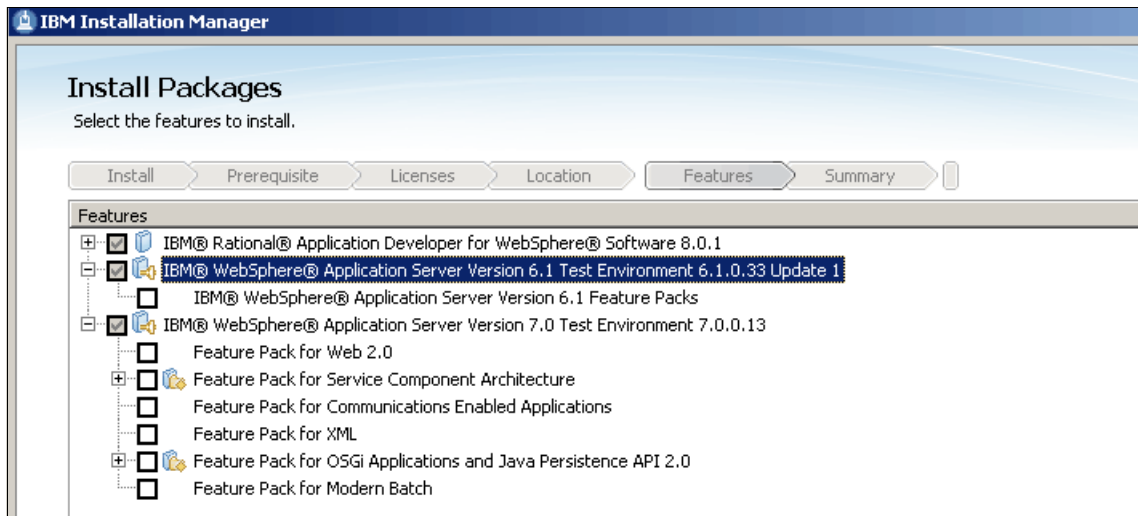 IBM Installation Manager
Install Packages
Select the features to install.
Install Prerequisite Licenses Location Features Summary
Features
IBM® Rational® Application Developer for WebSphere® Software 8.0.1
IBM® WebSphere® Application Server Version 6.1 Test Environment 6.1.0.33 Update 1
IBM® WebSphere® Application Server Version 6.1 Feature Packs
IBM® WebSphere® Application Server Version 7.0 Test Environment 7.0.0.13
Feature Pack for Web 2.0
Feature Pack for Service Component Architecture
Feature Pack for Communications Enabled Applications
Feature Pack for XML
Feature Pack for OSGi Applications and Java Persistence API 2.0
Feature Pack for Modern Batch